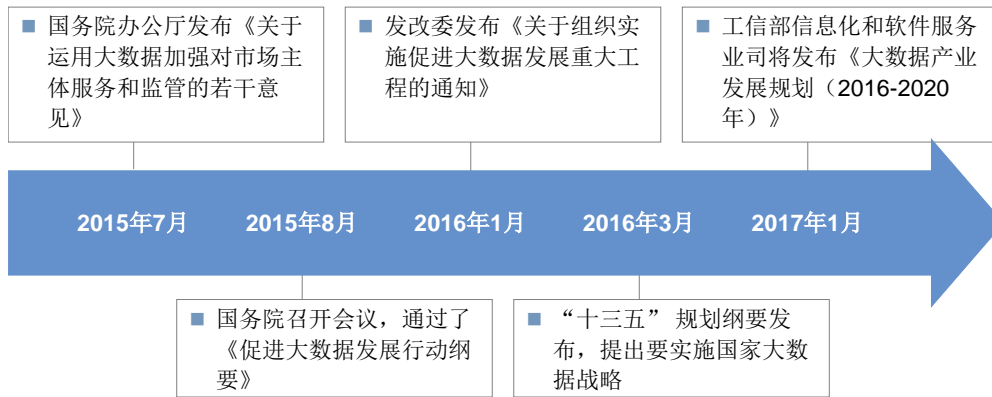 国务院办公厅发布《关于
运用大数据加强对市场主
体服务和监管的若干意
见》
发改委发布《关于组织实
施促进大数据发展重大工
程的通知》
工信部信息化和软件服务
业司将发布《大数据产业
发展规划（2016-2020
年）》
2015年7月
2015年8月
2016年1月
2016年3月
2017年1月
国务院召开会议，通过了
《促进大数据发展行动纲
要》
“十三五” 规划纲要发
布，提出要实施国家大数
据战略